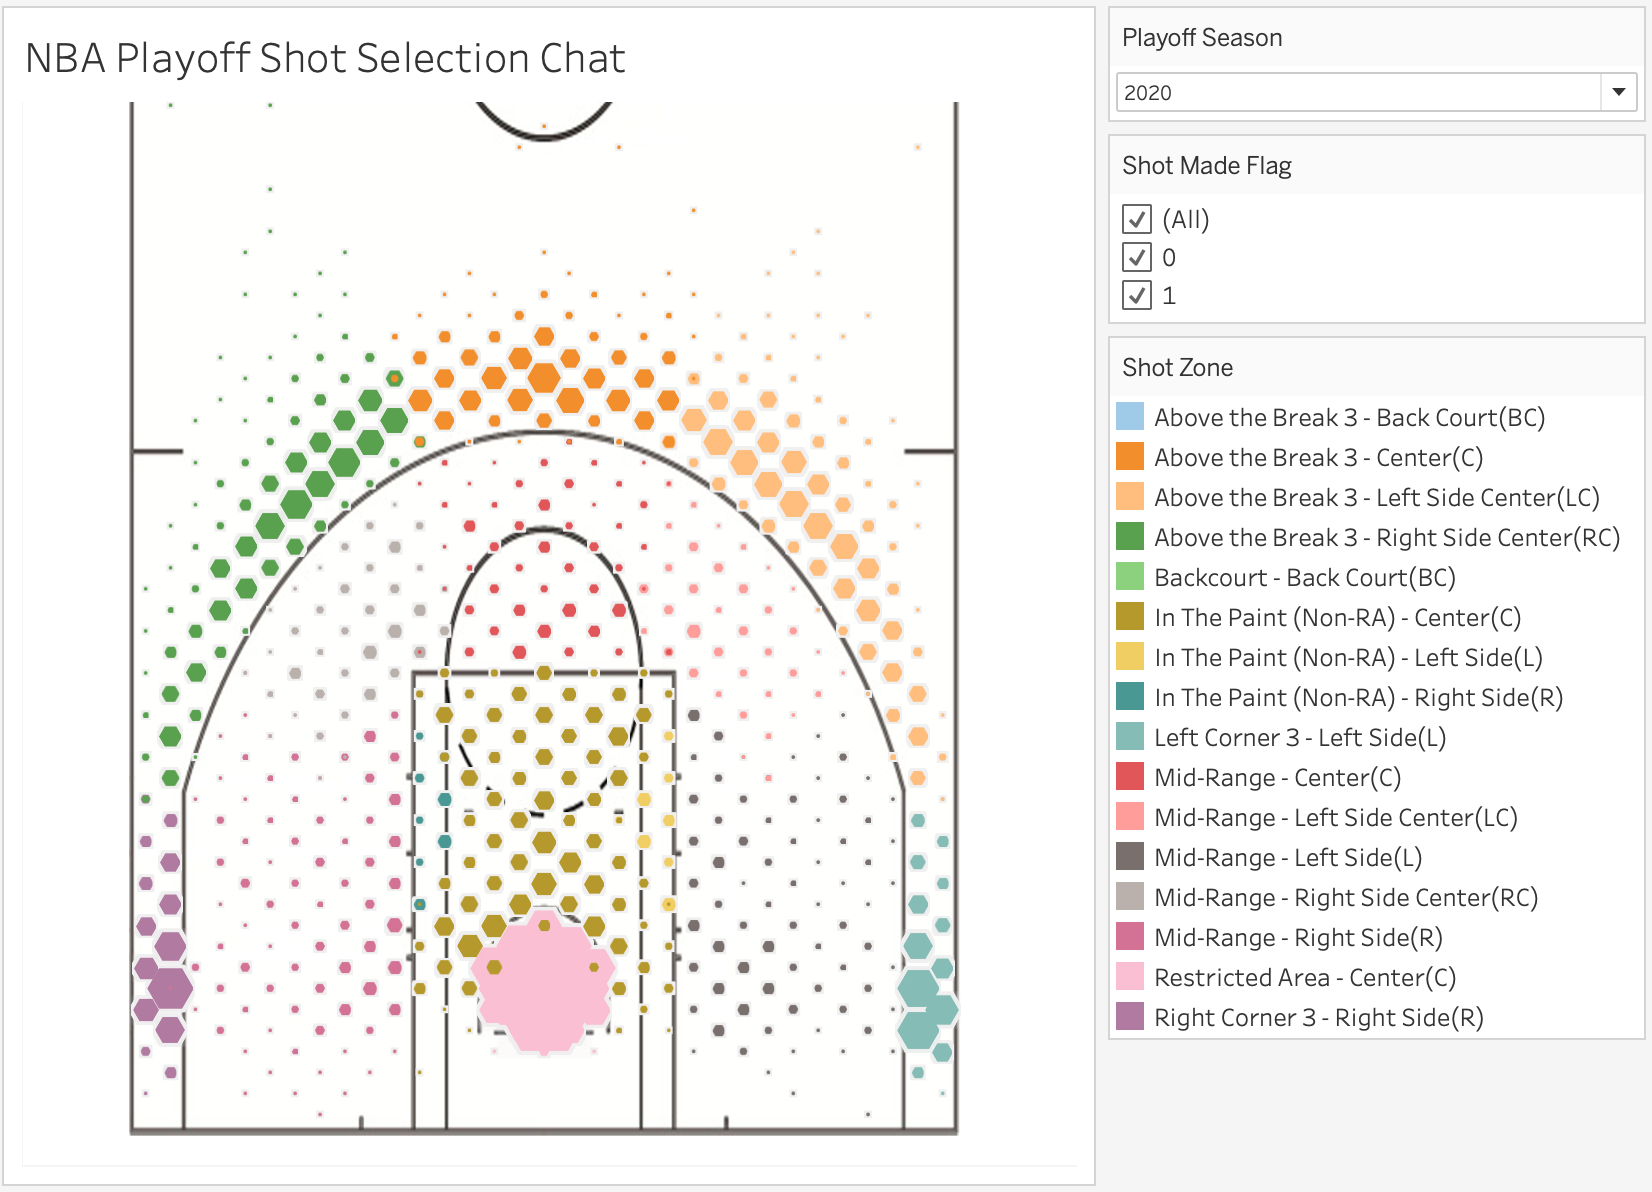 NBA Playoff Shot Selection Chat
Playoff Season
2020
Shot Made Flag
(All)
0
1
Shot Zone
Above the Break 3 - Back Court(BC)
Above the Break 3 - Center(C)
Above the Break 3 - Left Side Center(LC)
Above the Break 3 - Right Side Center(RC)
Backcourt - Back Court(BC)
In The Paint (Non-RA) - Center(C)
In The Paint (Non-RA) - Left Side(L)
In The Paint (Non-RA) - Right Side(R)
Left Corner 3 - Left Side(L)
Mid-Range - Center(C)
Mid-Range - Left Side Center(LC)
Mid-Range - Left Side(L)
Mid-Range - Right Side Center(RC)
Mid-Range - Right Side(R)
Restricted Area - Center(C)
Right Corner 3 - Right Side(R)